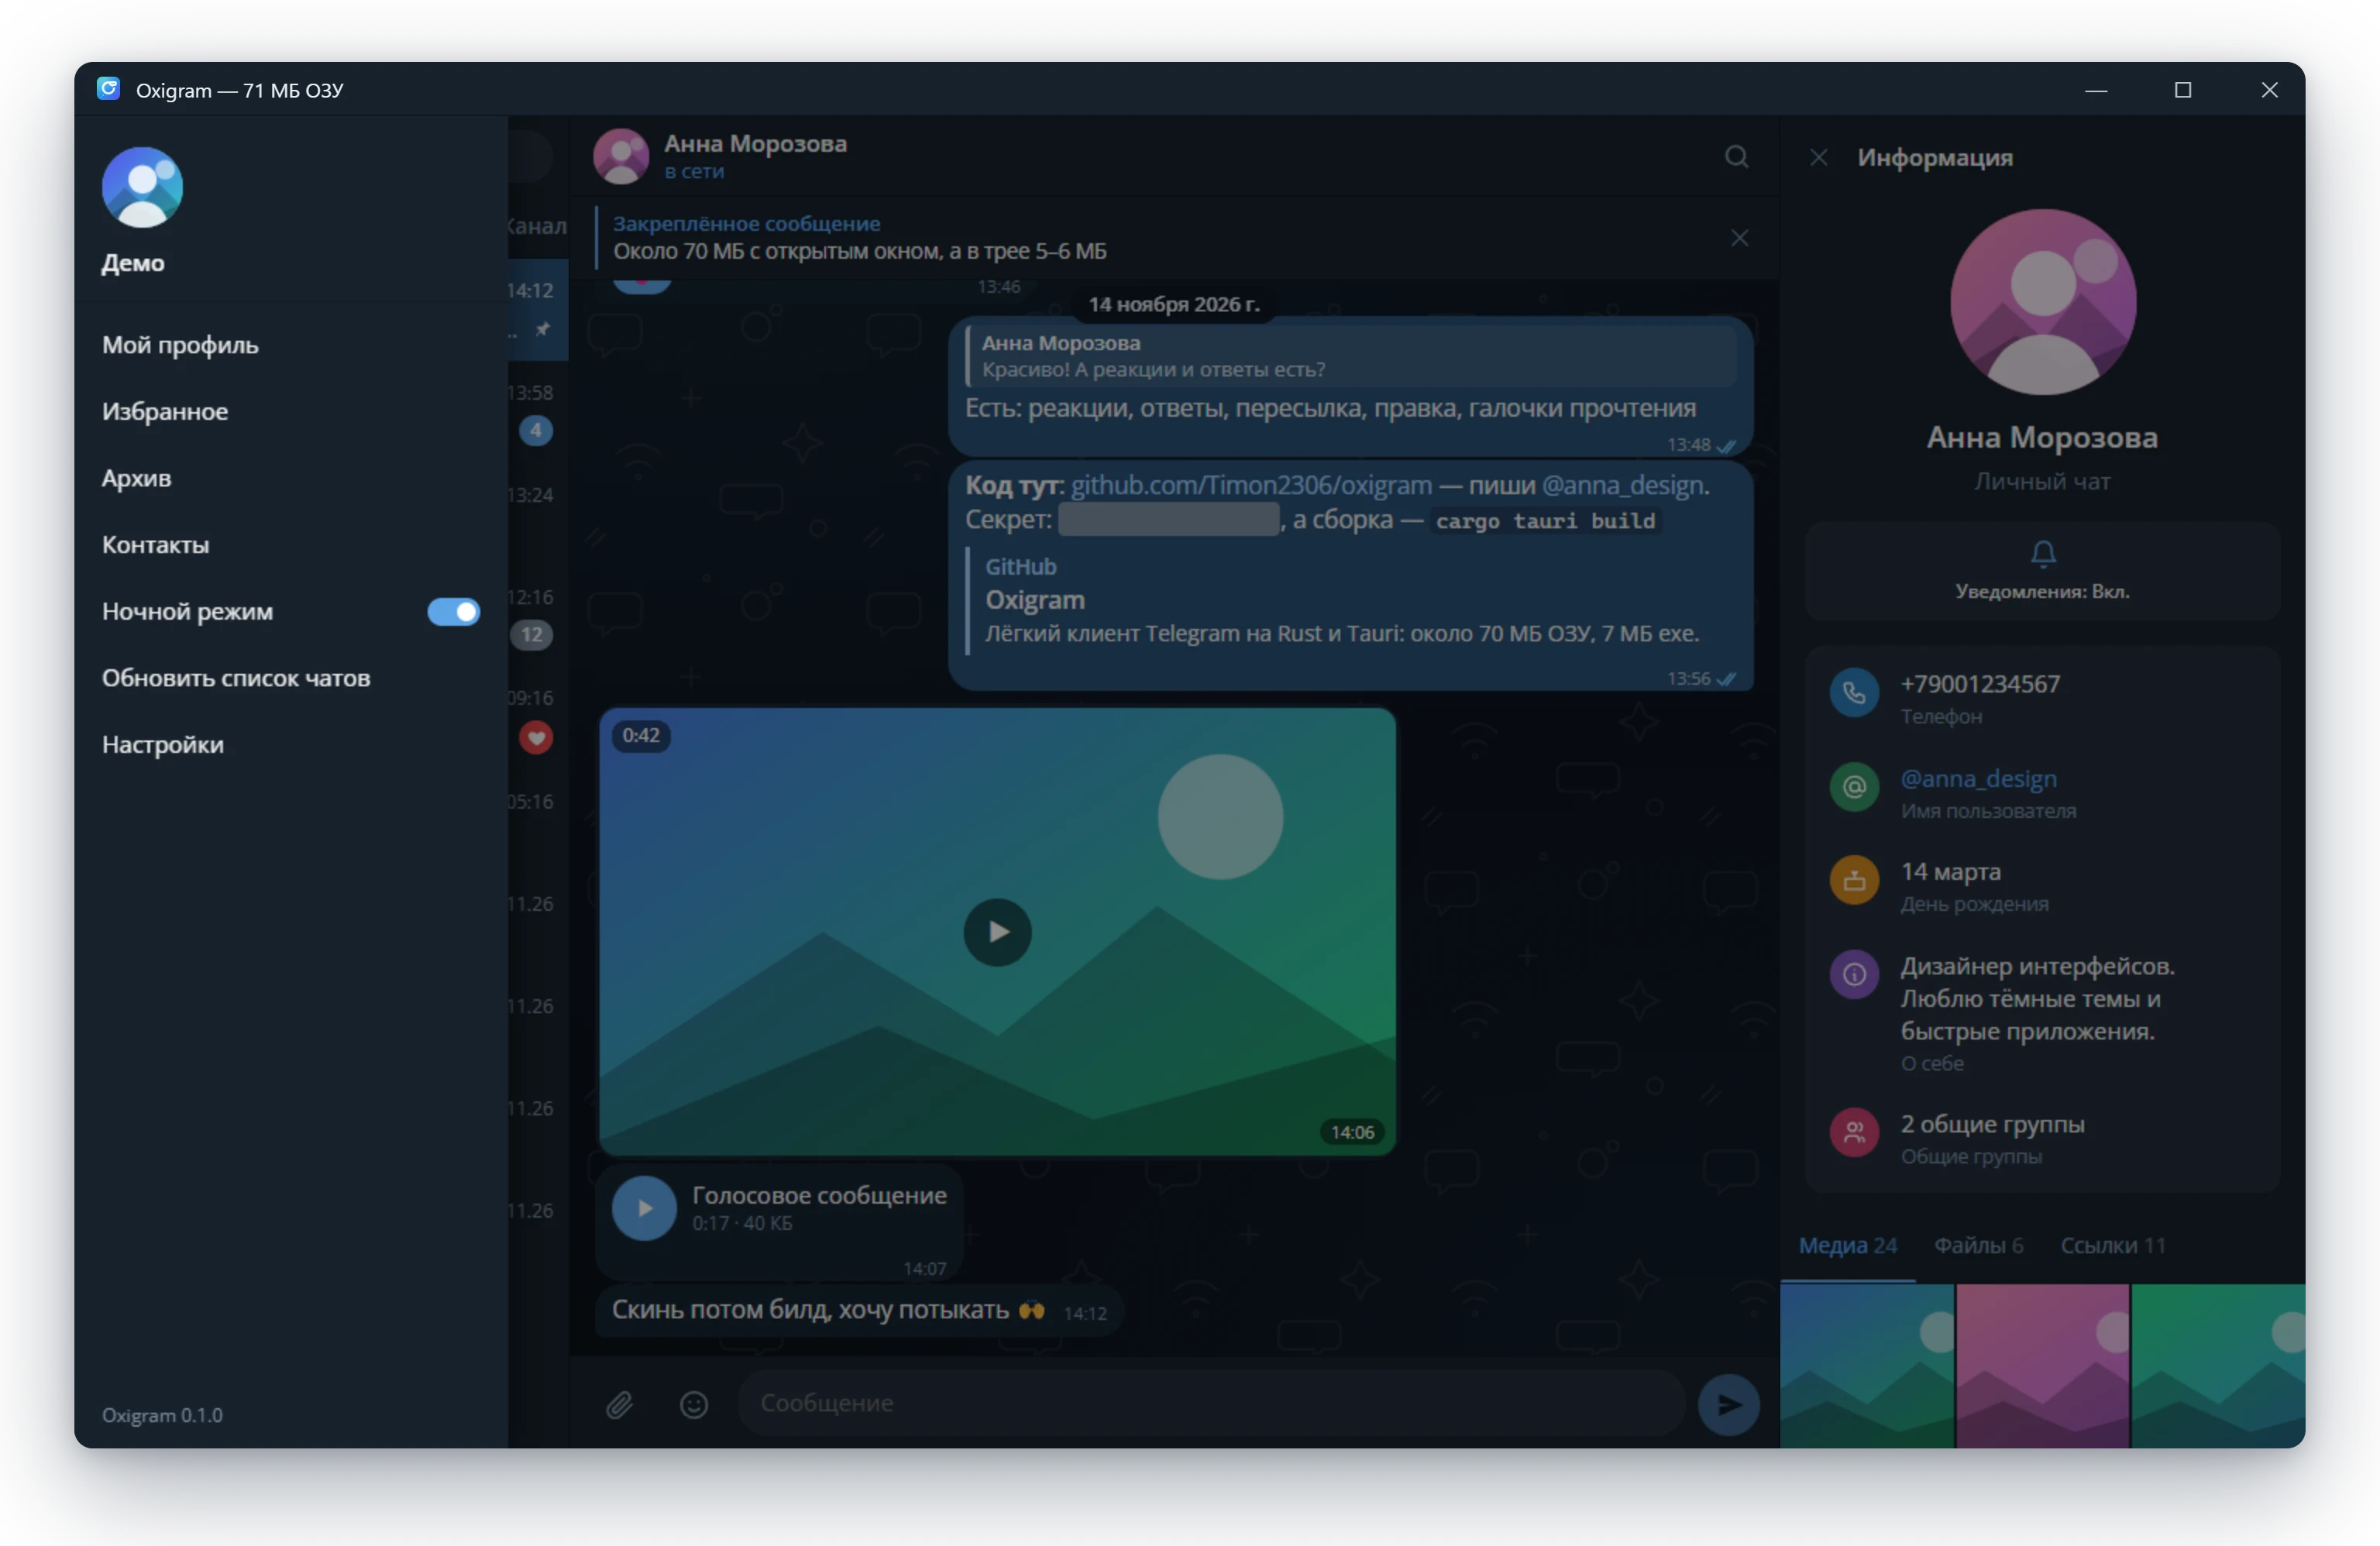 Oxigram — 71 МБ ОЗУ
Демо
Мой профиль
Избранное
Архив
Контакты
Ночной режим
Обновить список чатов
Настройки
Oxigram 0.1.0
14:12
13:58
4
13:24
12:16
12
09:16
05:16
11.26
11.26
11.26
11.26
Анна Морозова
в сети
Закреплённое сообщение
Около 70 МБ с открытым окном, а в трее 5–6 МБ
13:46
14 ноября 2026 г.
Анна Морозова
Красиво! А реакции и ответы есть?
Есть: реакции, ответы, пересылка, правка, галочки прочтения
13:48
Код тут: github.com/Timon2306/oxigram — пиши @anna_design.
Секрет: , а сборка — cargo tauri build
GitHub
Oxigram
Лёгкий клиент Telegram на Rust и Tauri: около 70 МБ ОЗУ, 7 МБ exe.
13:56
0:42
14:06
Голосовое сообщение
0:17 · 40 КБ
14:07
Скинь потом билд, хочу потыкать 🙌 14:12
Сообщение
Информация
Анна Морозова
Личный чат
Уведомления: Вкл.
+79001234567
Телефон
@anna_design
Имя пользователя
14 марта
День рождения
Дизайнер интерфейсов.
Люблю тёмные темы и
быстрые приложения.
О себе
2 общие группы
Общие группы
Медиа 24 Файлы 6 Ссылки 11